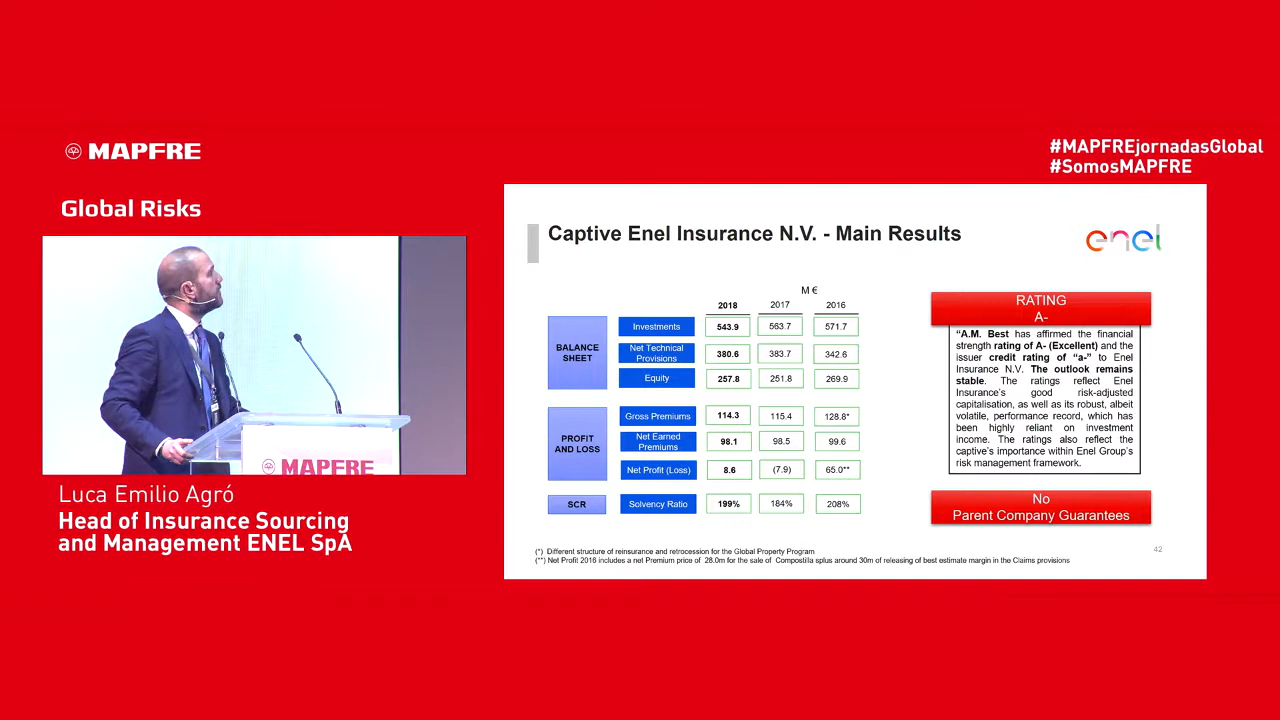 MAPFRE
#MAPFREjornadasGlobal
#SomosMAPFRE
Global Risks
MAPFRE
Luca Emilio Agró
Head of Insurance Sourcing
and Management ENEL SpA
Captive Enel Insurance N.V. - Main Results
enel
M €
2018 2017 2016
BALANCE
SHEET
Investments 543.9 563.7 571.7
Net Technical
Provisions 380.6 383.7 342.6
Equity 257.8 251.8 269.9
PROFIT
AND LOSS
Gross Premiums 114.3 115.4 128.8*
Net Earned
Premiums 98.1 98.5 99.6
Net Profit (Loss) 8.6 (7.9) 65.0**
SCR Solvency Ratio 199% 184% 208%
RATING
A-
“A.M. Best has affirmed the financial
strength rating of A- (Excellent) and the
issuer credit rating of “a-” to Enel
Insurance N.V. The outlook remains
stable. The ratings reflect Enel
Insurance's good risk-adjusted
capitalisation, as well as its robust, albeit
volatile, performance record, which has
been highly reliant on investment
income. The ratings also reflect the
captive's importance within Enel Group's
risk management framework.
No
Parent Company Guarantees
42
(*) Different structure of reinsurance and retrocession for the Global Property Program
(**) Net Profit 2016 includes a net Premium price of 28.0m for the sale of Compostilla splus around 30m of releasing of best estimate margin in the Claims provisions